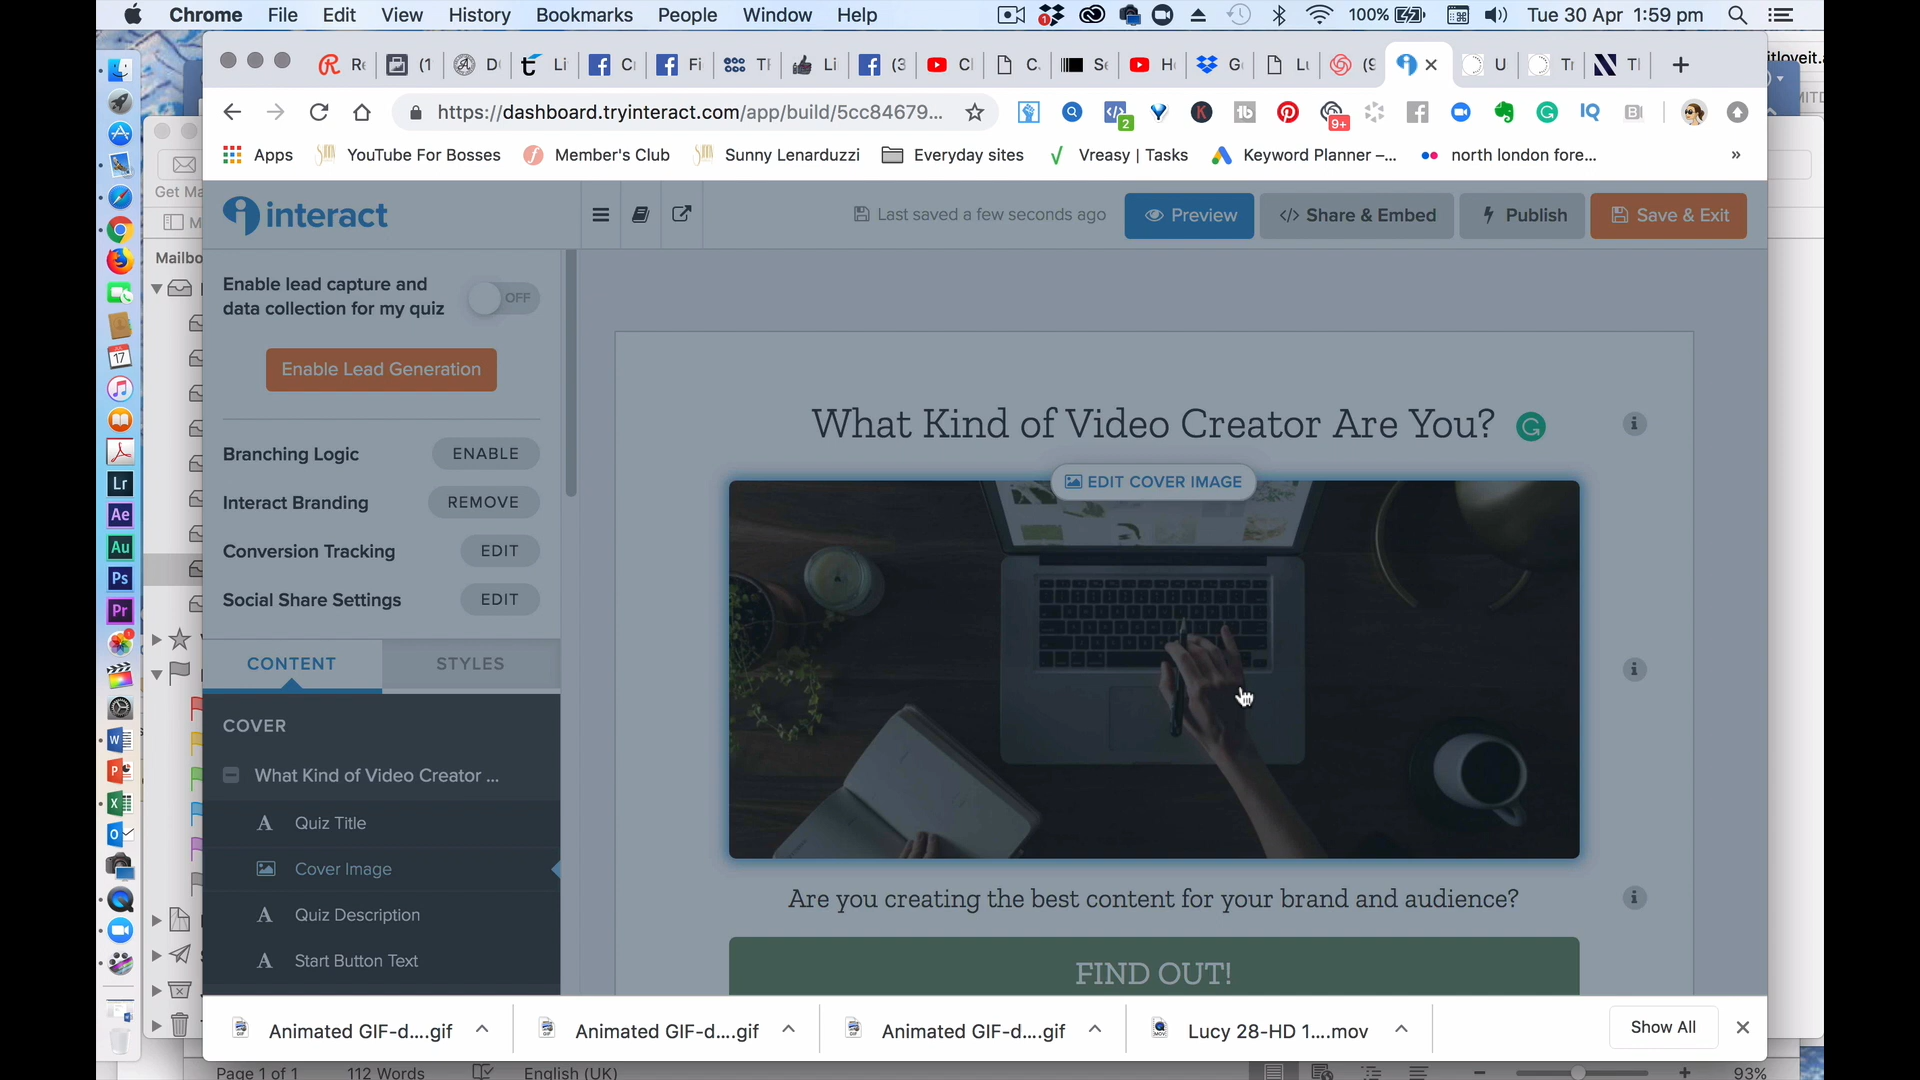 Chrome File Edit View History Bookmarks People Window Help 100% Tue 30 Apr 1:59 pm
https://dashboard.tryinteract.com/app/build/5cc84679...
Apps YouTube For Bosses Member's Club Sunny Lenarduzzi Everyday sites Vreasy | Tasks Keyword Planner –... north london fore... »
interact Last saved a few seconds ago Preview </> Share & Embed Publish Save & Exit
Enable lead capture and
data collection for my quiz
OFF
Enable Lead Generation
Branching Logic ENABLE
Interact Branding REMOVE
Conversion Tracking EDIT
Social Share Settings EDIT
CONTENT STYLES
COVER
What Kind of Video Creator ...
Quiz Title
Cover Image
Quiz Description
Start Button Text
What Kind of Video Creator Are You?
EDIT COVER IMAGE
Are you creating the best content for your brand and audience?
FIND OUT!
Animated GIF-d....gif Animated GIF-d....gif Animated GIF-d....gif Lucy 28-HD 1....mov Show All
Page 1 of 1 112 Words English (UK) 93%